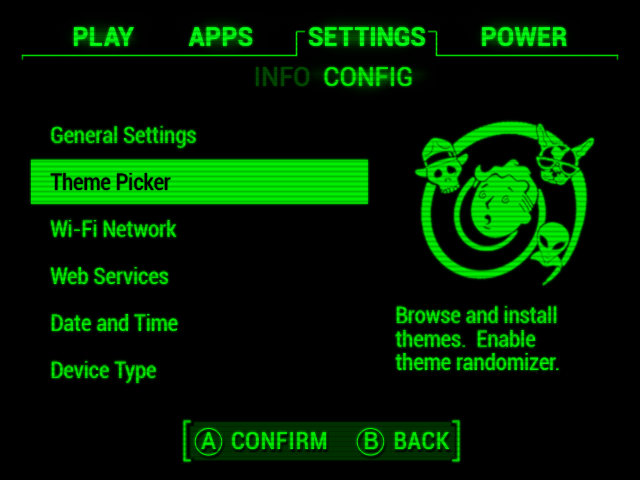 PLAY APPS SETTINGS POWER
INFO CONFIG
General Settings
Theme Picker
Wi-Fi Network
Web Services
Date and Time
Device Type
Browse and install
themes. Enable
theme randomizer.
A CONFIRM B BACK